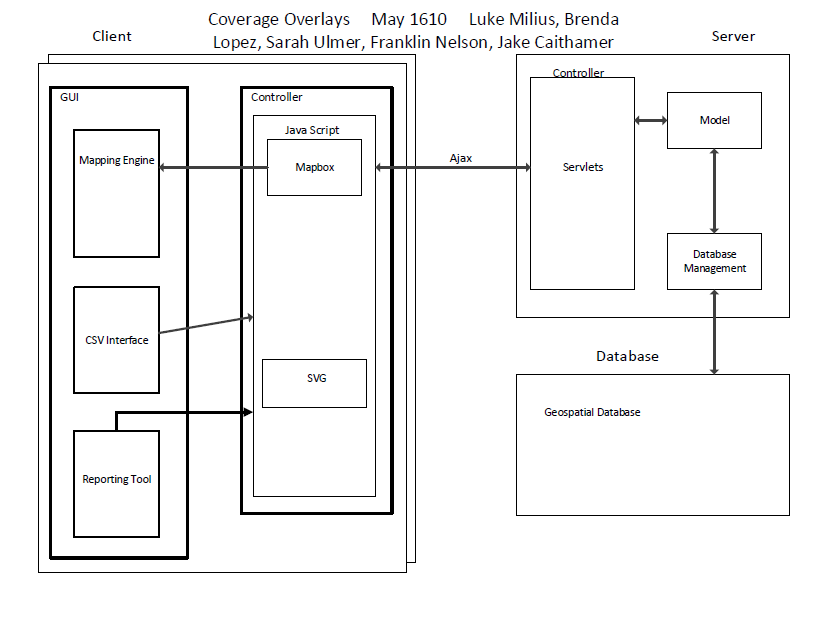 Coverage Overlays May 1610 Luke Milius, Brenda
Lopez, Sarah Ulmer, Franklin Nelson, Jake Caithamer
Client
Server
GUI
Controller
Java Script
Mapping Engine
Mapbox
Ajax
CSV Interface
SVG
Reporting Tool
Controller
Servlets
Model
Database
Management
Database
Geospatial Database